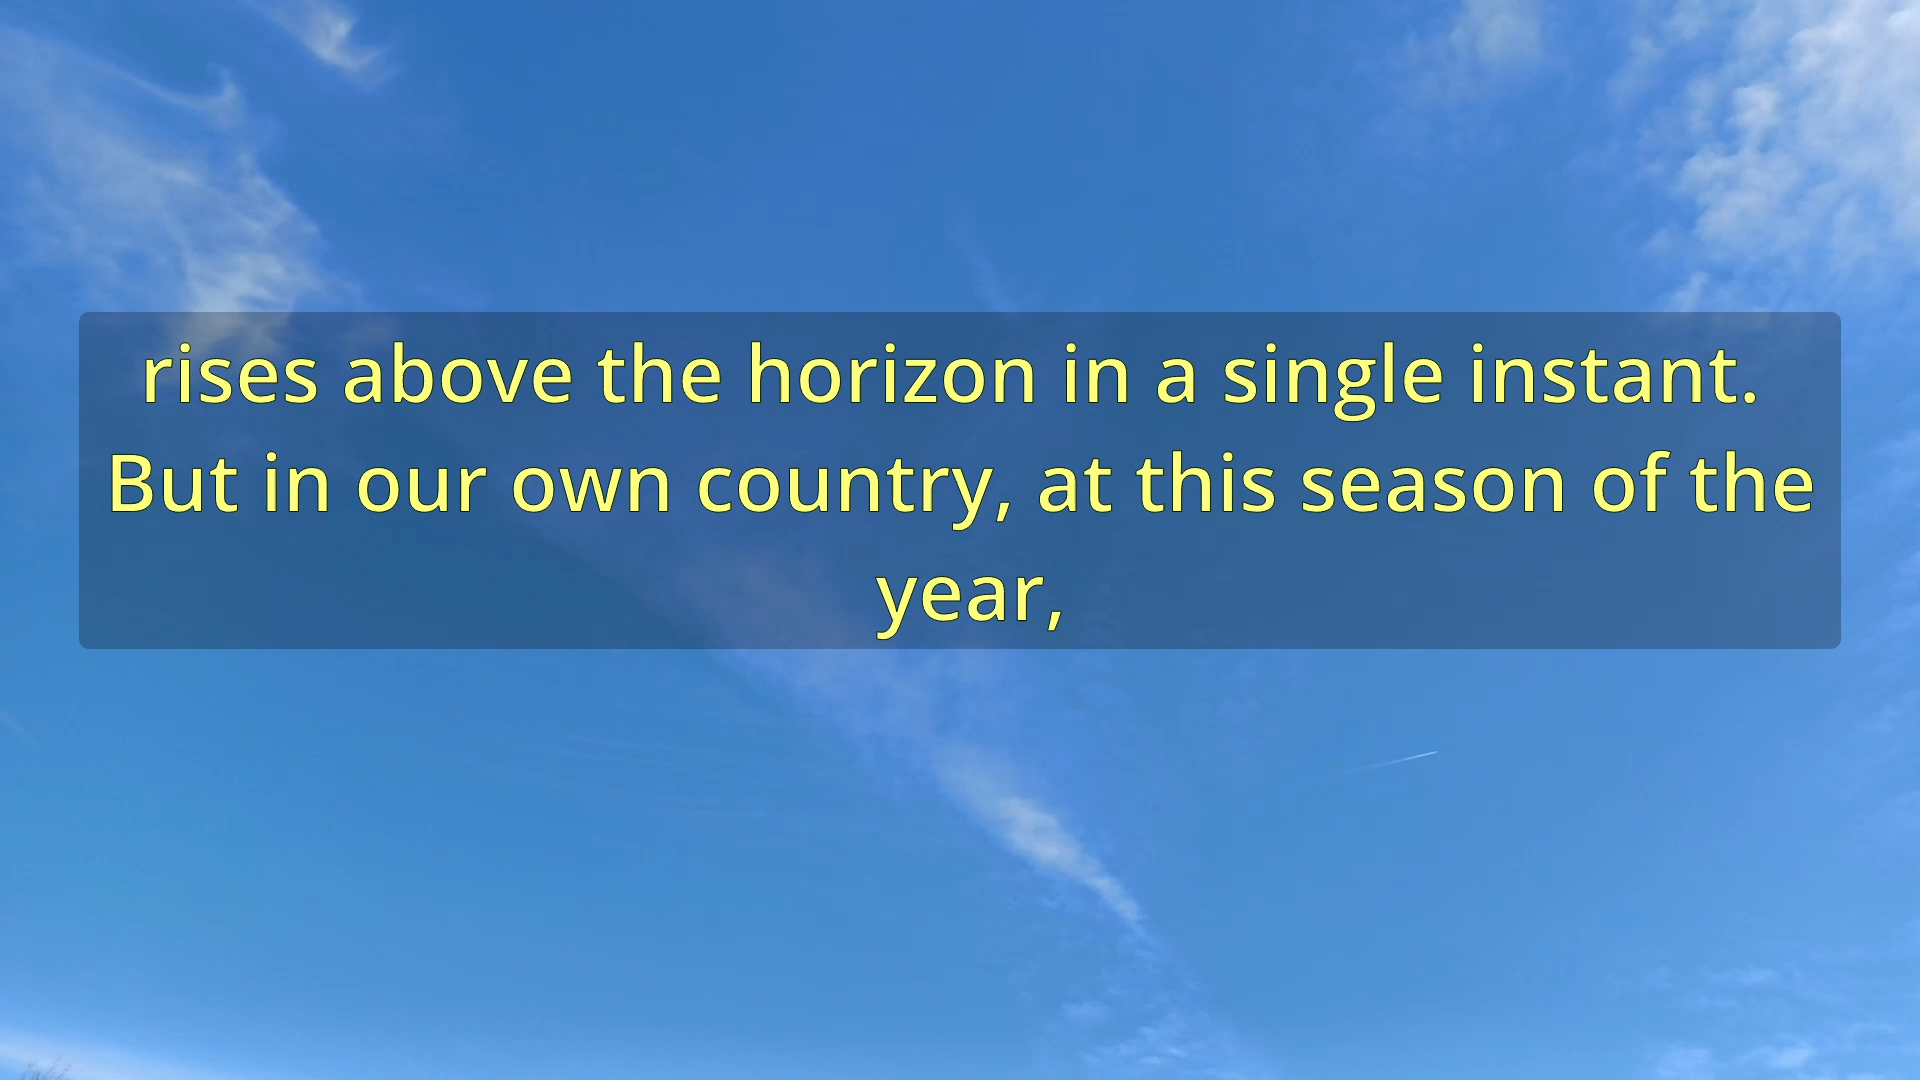 rises above the horizon in a single instant.
But in our own country, at this season of the
year,